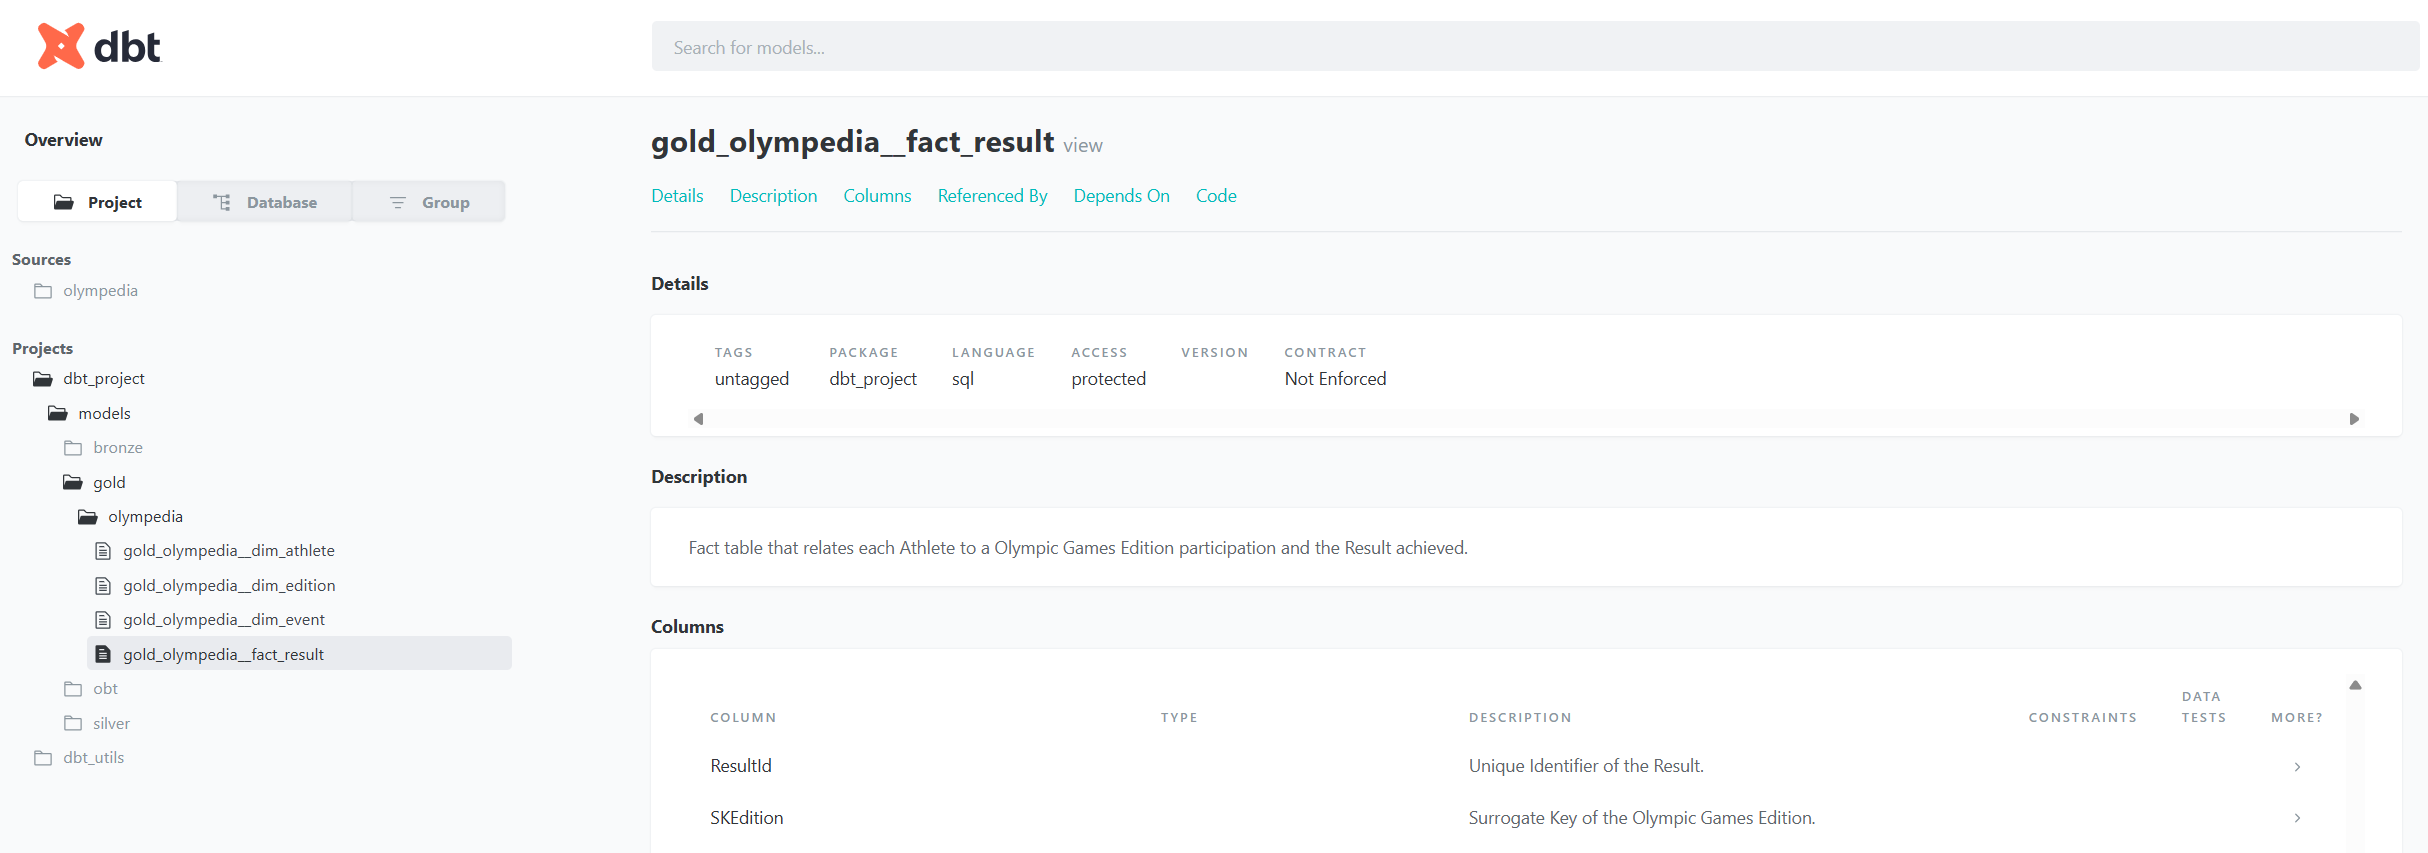 dbt
Search for models...
Overview
Project
Database
Group
Sources
olympedia
Projects
dbt_project
models
bronze
gold
olympedia
gold_olympedia__dim_athlete
gold_olympedia__dim_edition
gold_olympedia__dim_event
gold_olympedia__fact_result
obt
silver
dbt_utils
gold_olympedia__fact_result view
Details Description Columns Referenced By Depends On Code
Details
TAGS PACKAGE LANGUAGE ACCESS VERSION CONTRACT
untagged dbt_project sql protected Not Enforced
Description
Fact table that relates each Athlete to a Olympic Games Edition participation and the Result achieved.
Columns
COLUMN TYPE DESCRIPTION CONSTRAINTS DATA TESTS MORE?
ResultId Unique Identifier of the Result.
SKEdition Surrogate Key of the Olympic Games Edition.